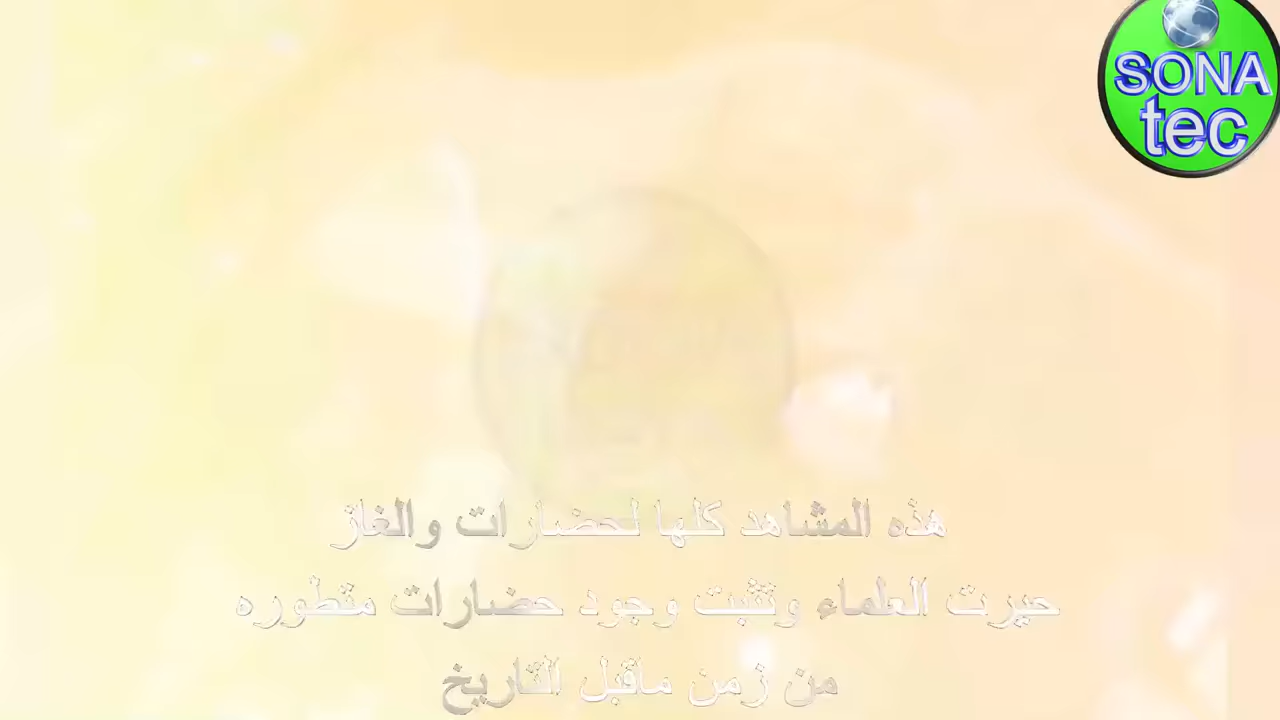 SONA
tec
هذه المشاهد كلها لحضارات والغاز
حيرت العلماء وتثبت وجود حضارات متطوره
من زمن ماقبل التاريخ